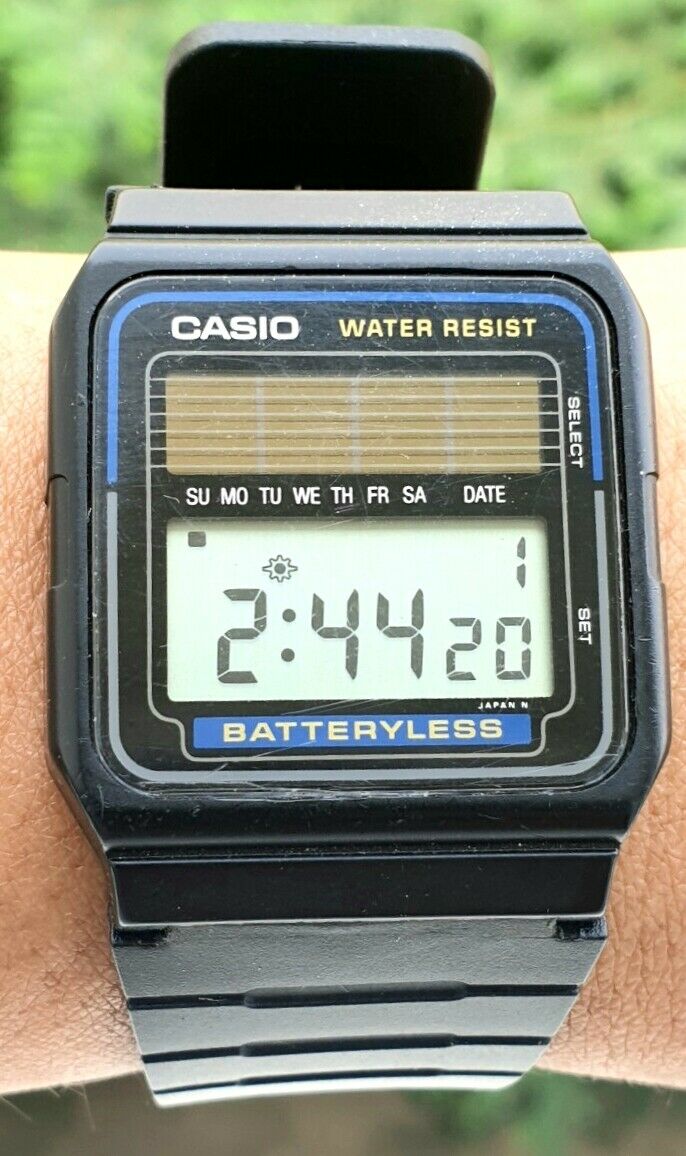 CASIO WATER RESIST
SELECT
SU MO TU WE TH FR SA DATE
1
2:44 20
SET
JAPAN N
BATTERYLESS